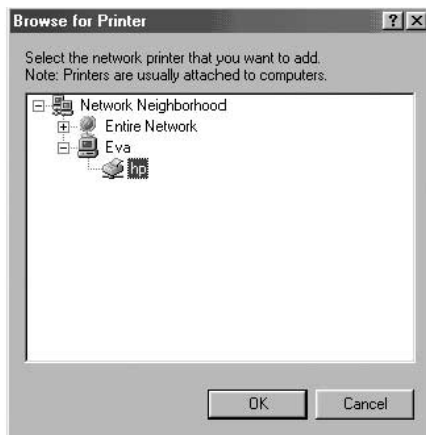 Browse for Printer
Select the network printer that you want to add.
Note: Printers are usually attached to computers.
Network Neighborhood
Entire Network
Eva
hp
OK Cancel